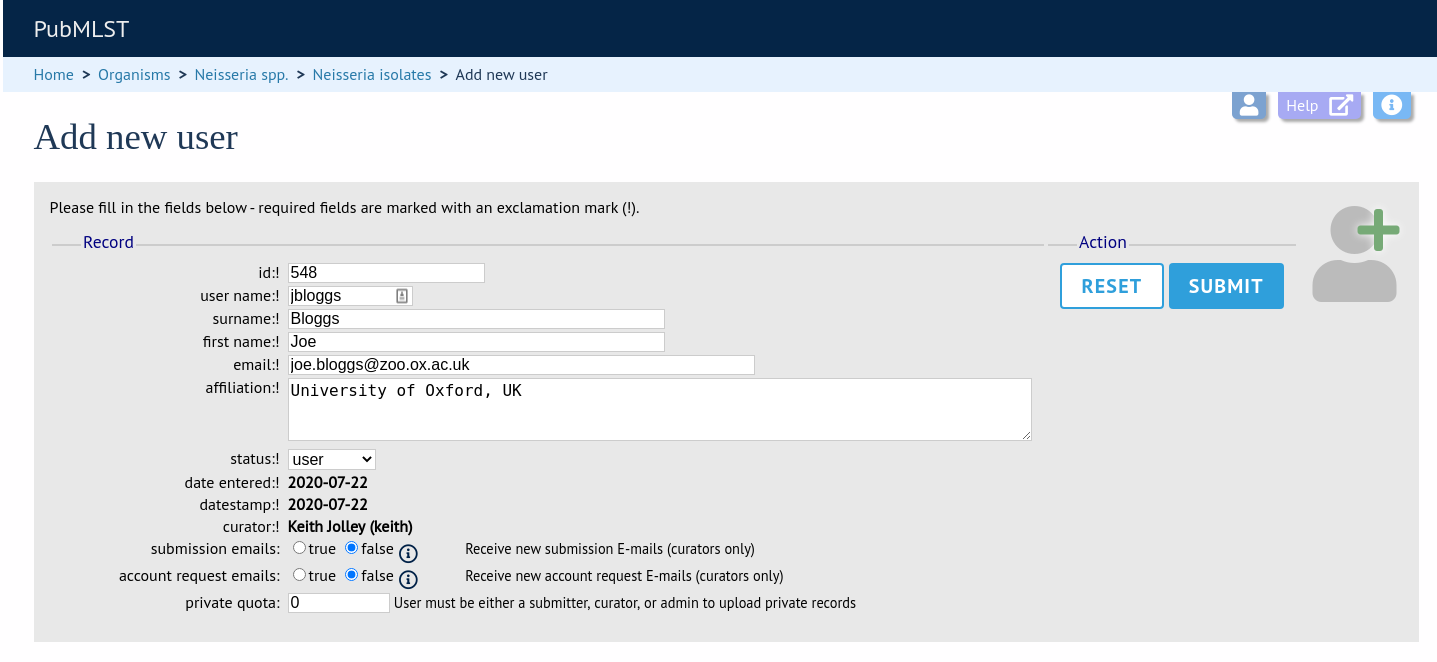 PubMLST
Home > Organisms > Neisseria spp. > Neisseria isolates > Add new user
Help
Add new user
Please fill in the fields below - required fields are marked with an exclamation mark (!).
Record
id:! 548
user name:! jbloggs
surname:! Bloggs
first name:! Joe
email:! joe.bloggs@zoo.ox.ac.uk
affiliation:! University of Oxford, UK
status:! user
date entered:! 2020-07-22
datestamp:! 2020-07-22
curator:! Keith Jolley (keith)
submission emails: true false Receive new submission E-mails (curators only)
account request emails: true false Receive new account request E-mails (curators only)
private quota: 0 User must be either a submitter, curator, or admin to upload private records
Action
RESET SUBMIT